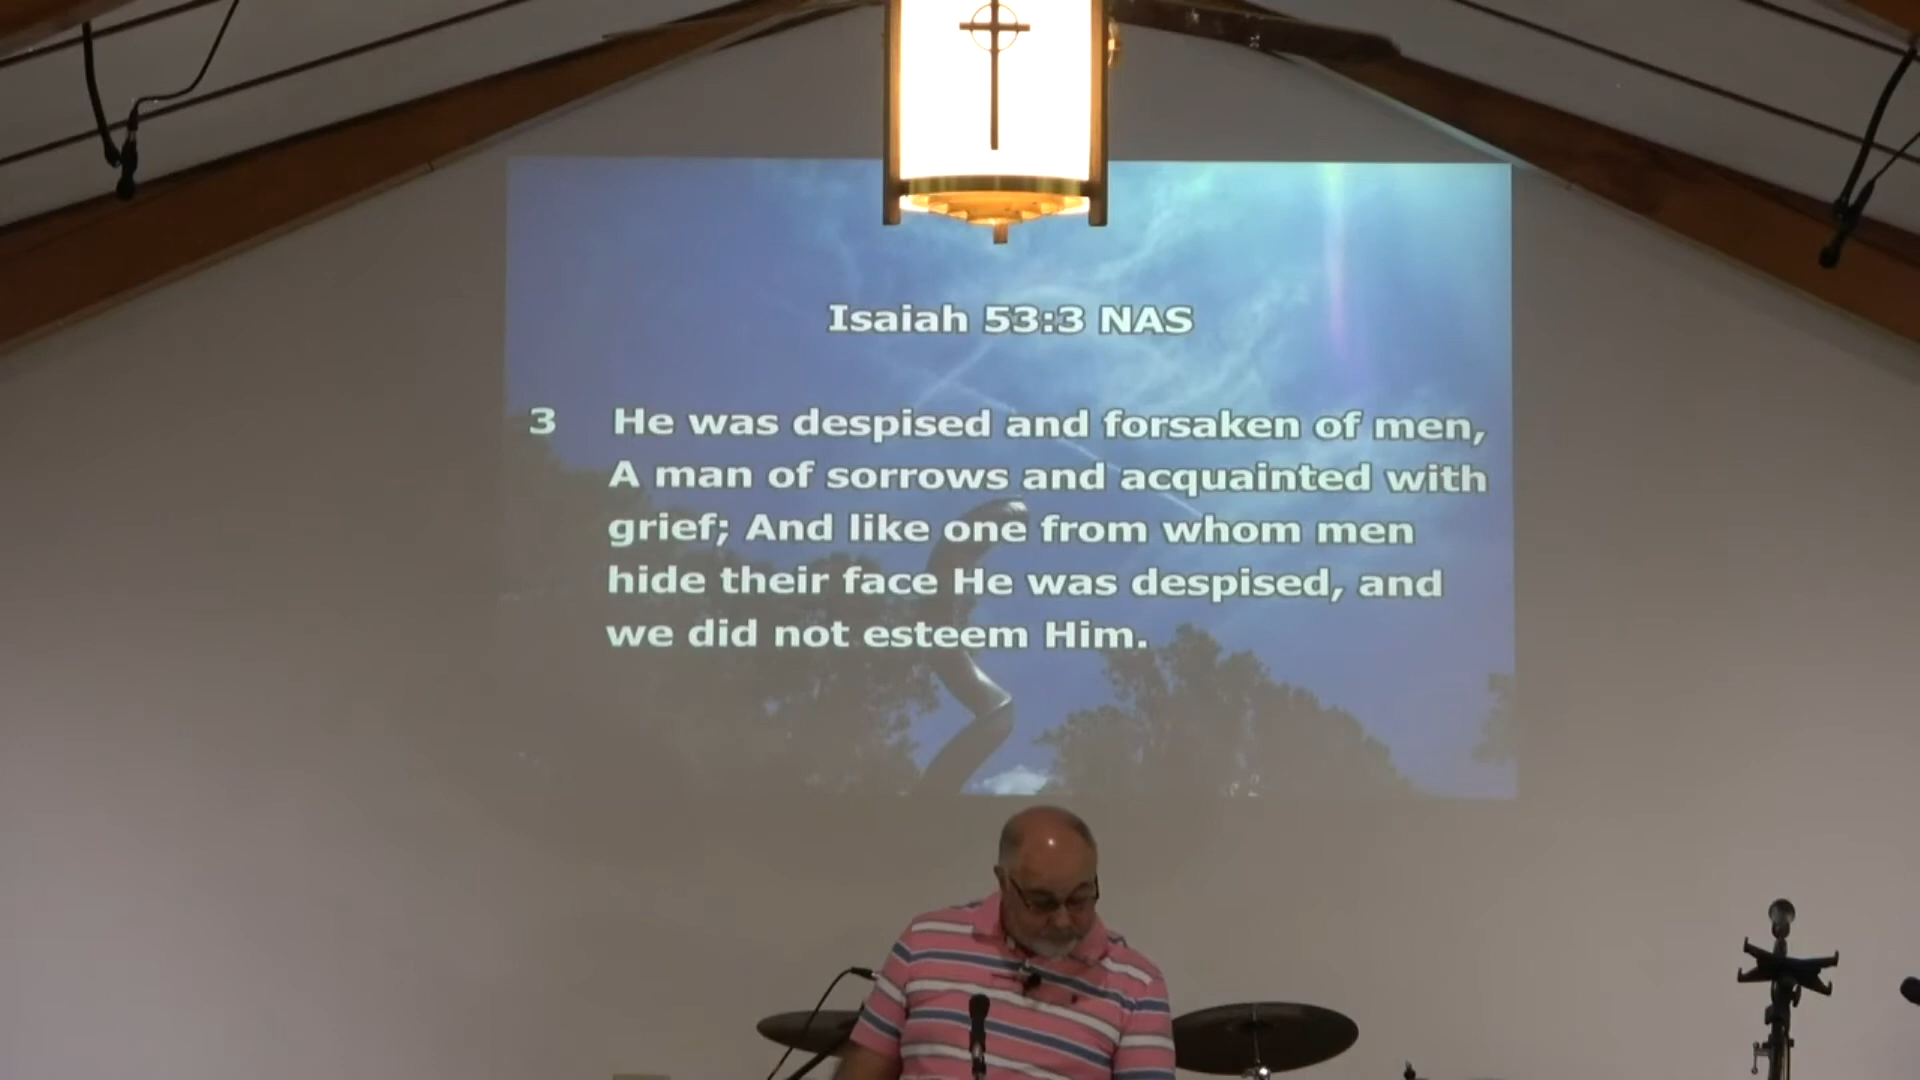 Isaiah 53:3 NAS
3 He was despised and forsaken of men,
A man of sorrows and acquainted with
grief; And like one from whom men
hide their face He was despised, and
we did not esteem Him.